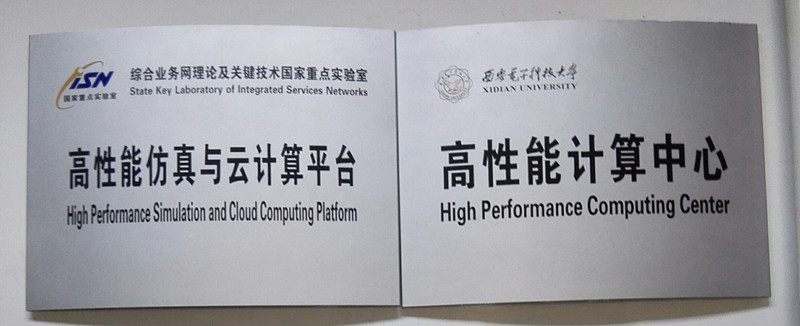 ISN
国家重点实验室
综合业务网理论及关键技术国家重点实验室
State Key Laboratory of Integrated Services Networks
高性能仿真与云计算平台
High Performance Simulation and Cloud Computing Platform
西安电子科技大学
XIDIAN UNIVERSITY
高性能计算中心
High Performance Computing Center